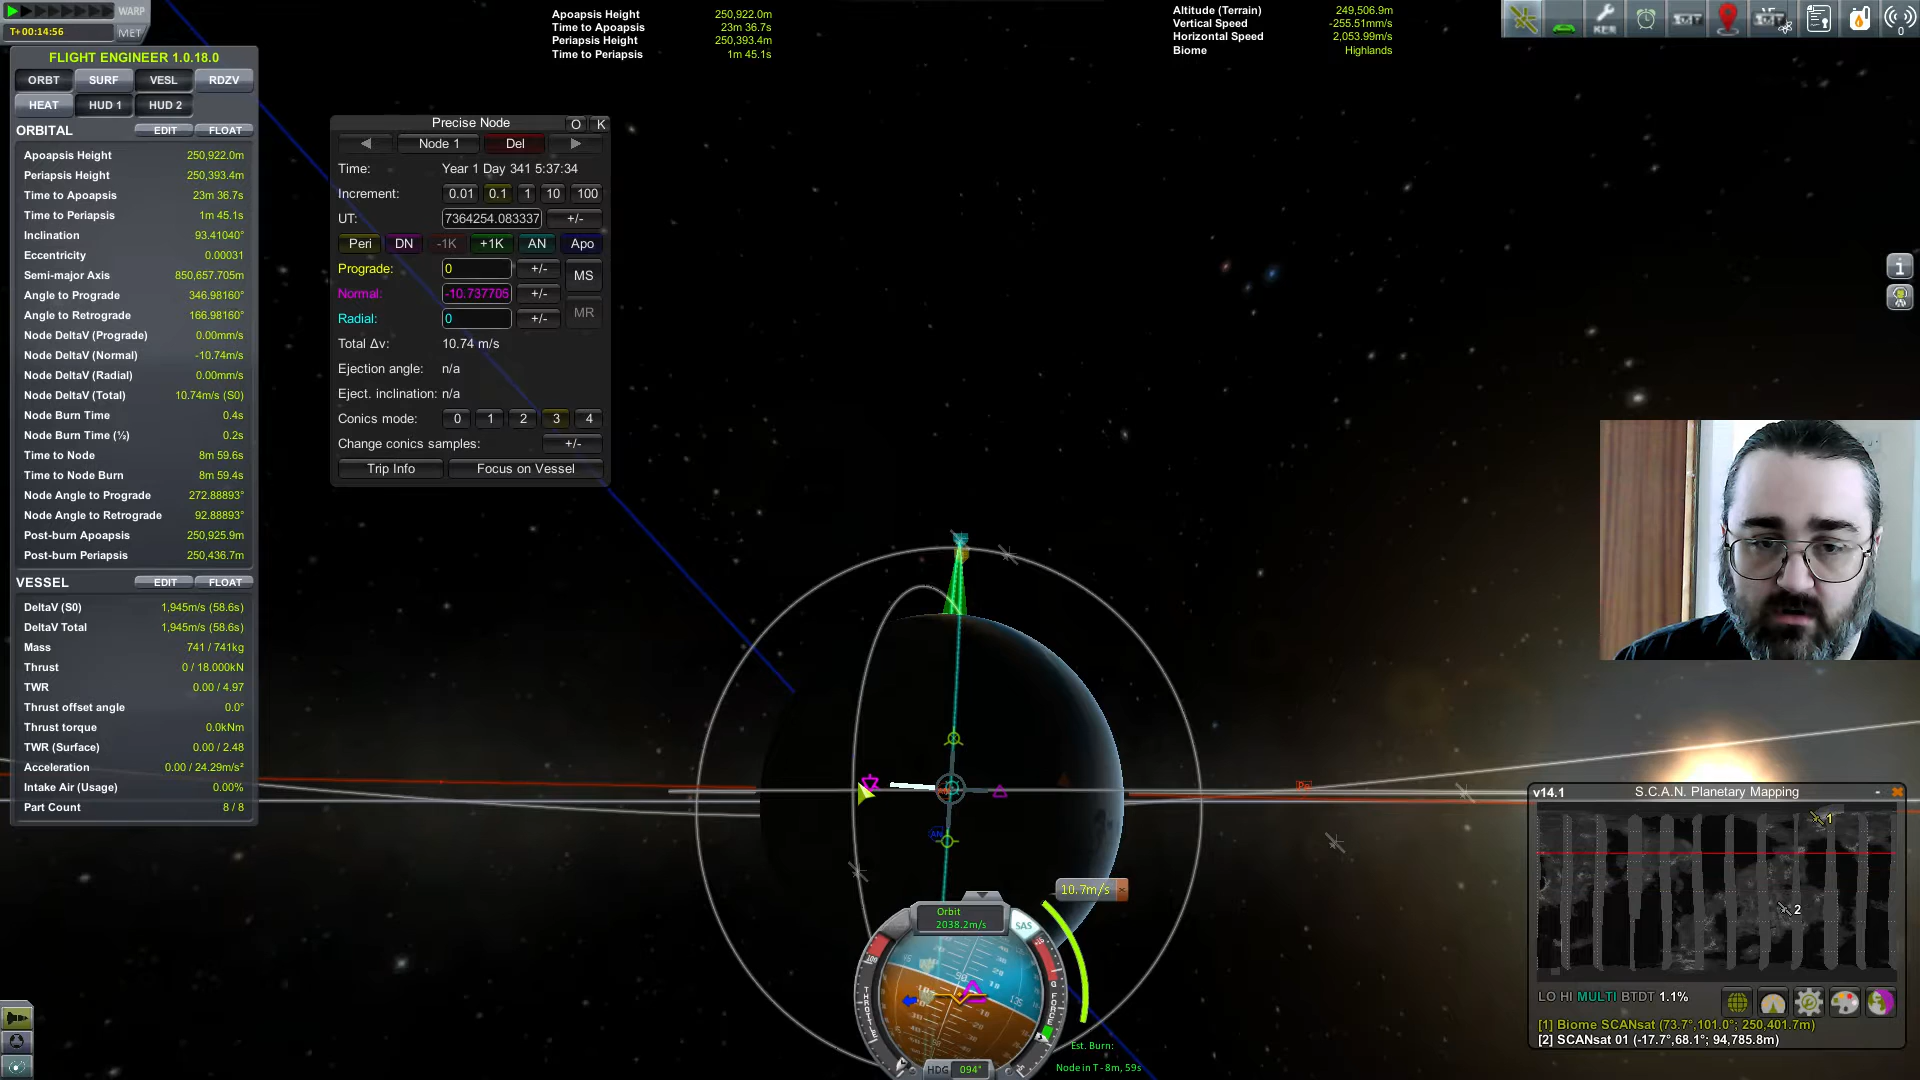 WARP
T+00:14:56
MET
FLIGHT ENGINEER 1.0.18.0
ORBT SURF VESL RDZV
HEAT HUD 1 HUD 2
ORBITAL EDIT FLOAT
Apoapsis Height 250,922.0m
Periapsis Height 250,393.4m
Time to Apoapsis 23m 36.7s
Time to Periapsis 1m 45.1s
Inclination 93.41040°
Eccentricity 0.00031
Semi-major Axis 850,657.705m
Angle to Prograde 346.98160°
Angle to Retrograde 166.98160°
Node DeltaV (Prograde) 0.00mm/s
Node DeltaV (Normal) -10.74m/s
Node DeltaV (Radial) 0.00mm/s
Node DeltaV (Total) 10.74m/s (S0)
Node Burn Time 0.4s
Node Burn Time (½) 0.2s
Time to Node 8m 59.6s
Time to Node Burn 8m 59.4s
Node Angle to Prograde 272.88893°
Node Angle to Retrograde 92.88893°
Post-burn Apoapsis 250,925.9m
Post-burn Periapsis 250,436.7m
VESSEL EDIT FLOAT
DeltaV (S0) 1,945m/s (58.6s)
DeltaV Total 1,945m/s (58.6s)
Mass 741 / 741kg
Thrust 0 / 18.000kN
TWR 0.00 / 4.97
Thrust offset angle 0.0°
Thrust torque 0.0kNm
TWR (Surface) 0.00 / 2.48
Acceleration 0.00 / 24.29m/s²
Intake Air (Usage) 0.00%
Part Count 8 / 8
Apoapsis Height 250,922.0m
Time to Apoapsis 23m 36.7s
Periapsis Height 250,393.4m
Time to Periapsis 1m 45.1s
Altitude (Terrain) 249,506.9m
Vertical Speed -255.51mm/s
Horizontal Speed 2,053.99m/s
Biome Highlands
KER
0
Precise Node O K
Node 1 Del
Time: Year 1 Day 341 5:37:34
Increment: 0.01 0.1 1 10 100
UT: 7364254.083337 +/-
Peri DN -1K +1K AN Apo
Prograde: 0 +/- MS
Normal: -10.737706 +/-
Radial: 0 +/- MR
Total Δv: 10.74 m/s
Ejection angle: n/a
Eject. inclination: n/a
Conics mode: 0 1 2 3 4
Change conics samples: +/-
Trip Info Focus on Vessel
Pe
AN
10.7m/s
Orbit
2038.2m/s
SAS
THROTTLE
G FORCE
HDG 094°
Est. Burn:
Node in T - 8m, 59s
v14.1 S.C.A.N. Planetary Mapping -
1
2
LO HI MULTI BTDT 1.1%
[1] Biome SCANsat (73.7°,101.0°; 250,401.7m)
[2] SCANsat 01 (-17.7°,68.1°; 94,785.8m)